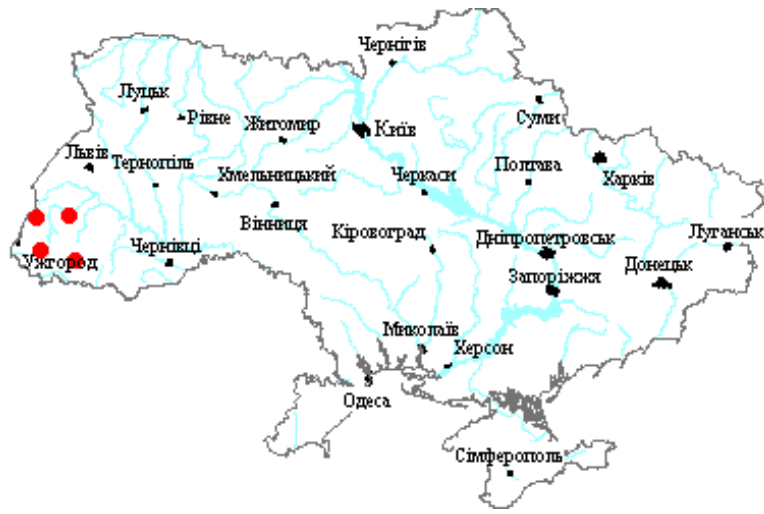 Чернігів
Луцьк
Рівне
Суми
Житомир
Київ
Львів
Тернопіль
Хмельницький
Черкаси
Полтава
Харків
Вінниця
Кіровоград
Дніпропетровськ
Луганськ
Чернівці
Ужгород
Донецьк
Запоріжжя
Миколаїв
Херсон
Одеса
Сімферополь